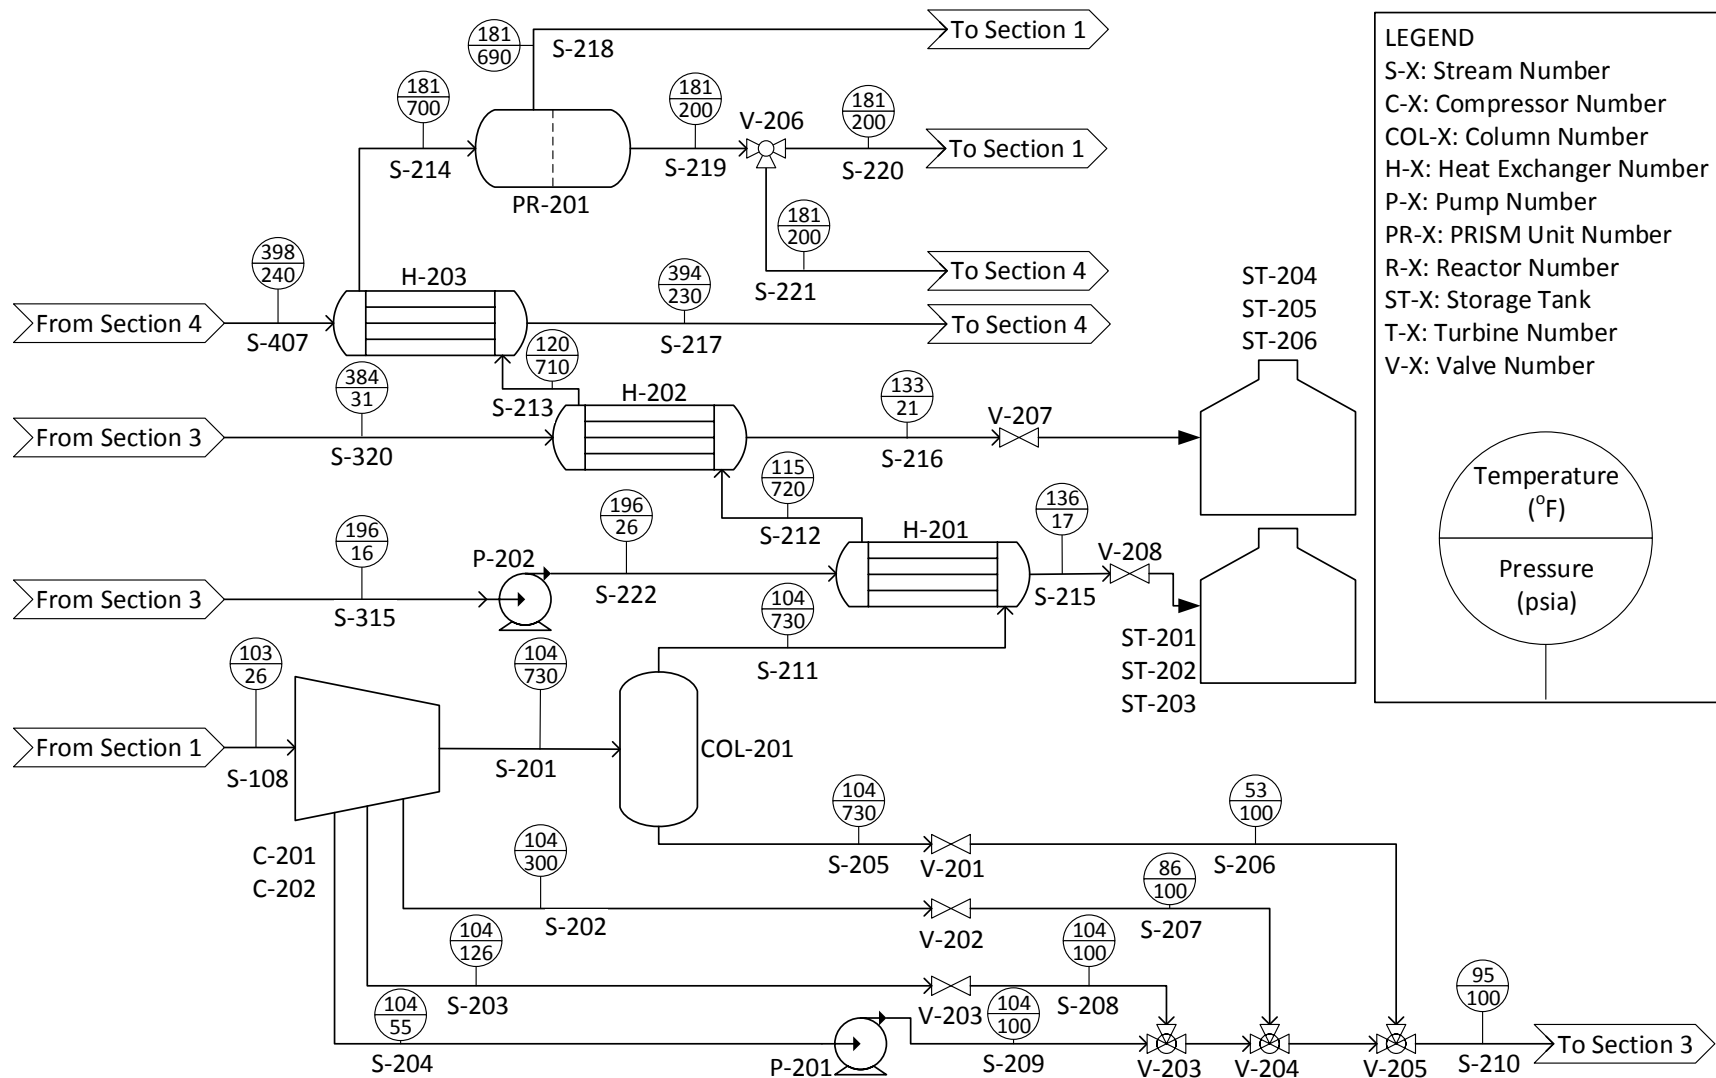 181
690
S-218
To Section 1
181
700
S-214
PR-201
181
200
S-219
V-206
181
200
S-220
To Section 1
181
200
S-221
To Section 4
From Section 4
398
240
S-407
H-203
394
230
S-217
To Section 4
120
710
S-213
From Section 3
384
31
S-320
H-202
133
21
S-216
V-207
ST-204
ST-205
ST-206
115
720
S-212
From Section 3
196
16
S-315
P-202
196
26
S-222
H-201
136
17
S-215
V-208
ST-201
ST-202
ST-203
104
730
S-211
From Section 1
103
26
S-108
C-201
C-202
104
730
S-201
COL-201
104
730
S-205
V-201
53
100
S-206
104
300
S-202
V-202
86
100
S-207
104
126
S-203
V-203
104
100
S-208
104
55
S-204
P-201
104
100
S-209
V-203
V-204
V-205
95
100
S-210
To Section 3
LEGEND
S-X: Stream Number
C-X: Compressor Number
COL-X: Column Number
H-X: Heat Exchanger Number
P-X: Pump Number
PR-X: PRISM Unit Number
R-X: Reactor Number
ST-X: Storage Tank
T-X: Turbine Number
V-X: Valve Number
Temperature
(°F)
Pressure
(psia)